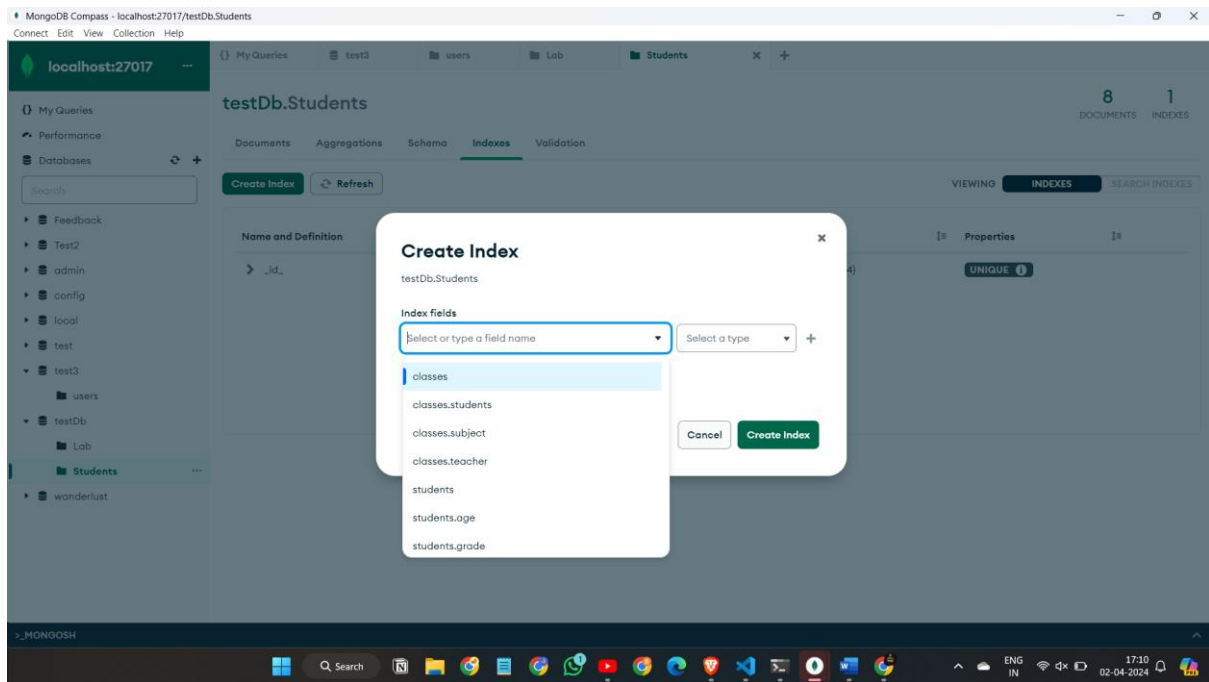 MongoDB Compass - localhost:27017/testDb.Students
Connect Edit View Collection Help
localhost:27017 ...
{} My Queries
test3
users
Lab
Students
My Queries
Performance
Databases
Search
Feedback
Test2
admin
config
local
test
test3
users
testDb
Lab
Students ...
wanderlust
testDb.Students
8
DOCUMENTS
1
INDEXES
Documents Aggregations Schema Indexes Validation
Create Index
Refresh
VIEWING INDEXES SEARCH INDEXES
Name and Definition
Properties
_id_
UNIQUE
Create Index
testDb.Students
Index fields
Select or type a field name
Select a type
classes
classes.students
classes.subject
classes.teacher
students
students.age
students.grade
Cancel
Create Index
>_MONGOSH
Search
ENG
IN
17:10
02-04-2024